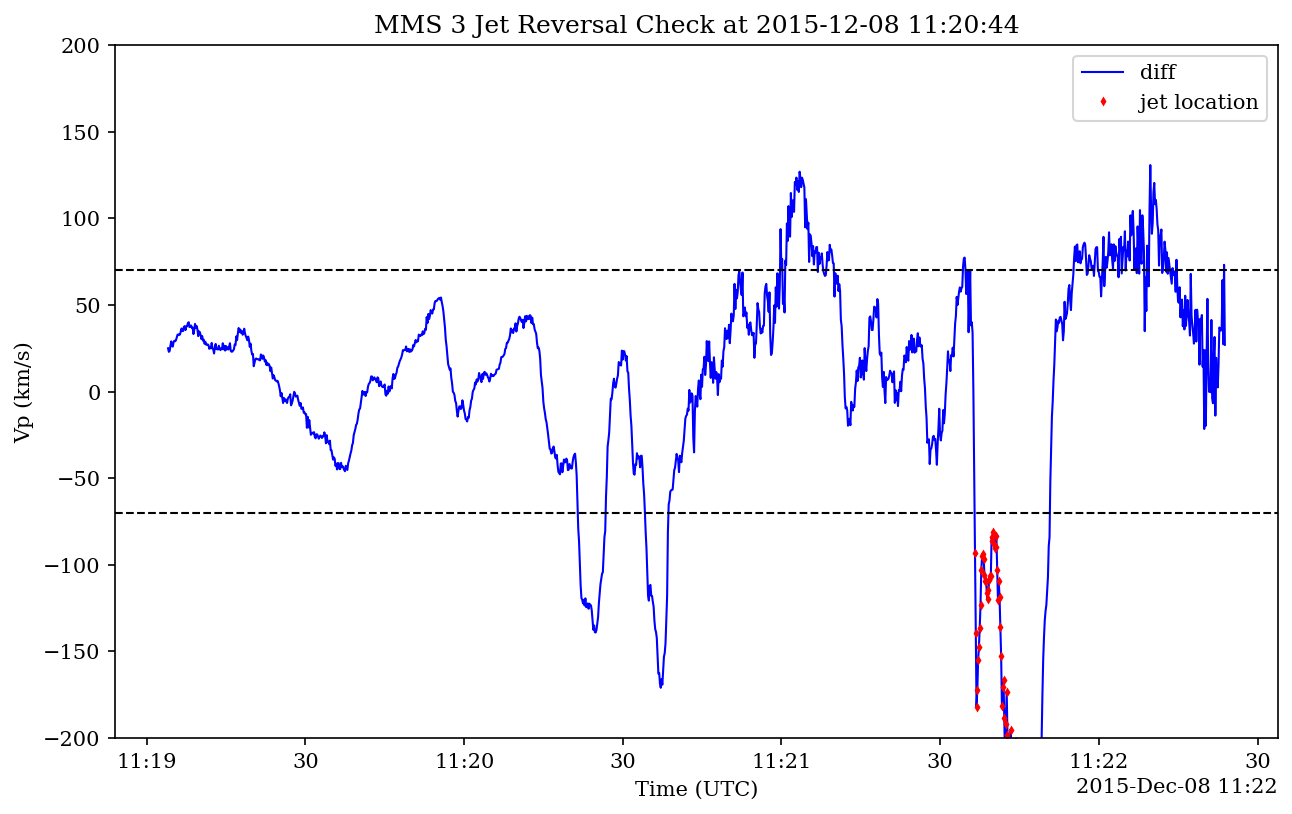 MMS 3 Jet Reversal Check at 2015-12-08 11:20:44
diff
jet location
Vp (km/s)
200
150
100
50
0
−50
−100
−150
−200
11:19
30
11:20
30
11:21
30
11:22
30
Time (UTC)
2015-Dec-08 11:22